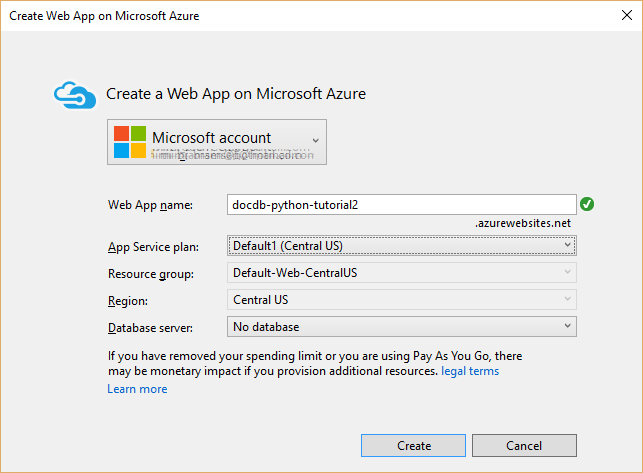 Create Web App on Microsoft Azure
Create a Web App on Microsoft Azure
Microsoft account
Web App name: docdb-python-tutorial2
.azurewebsites.net
App Service plan: Default1 (Central US)
Resource group: Default-Web-CentralUS
Region: Central US
Database server: No database
If you have removed your spending limit or you are using Pay As You Go, there
may be monetary impact if you provision additional resources. legal terms
Learn more
Create Cancel